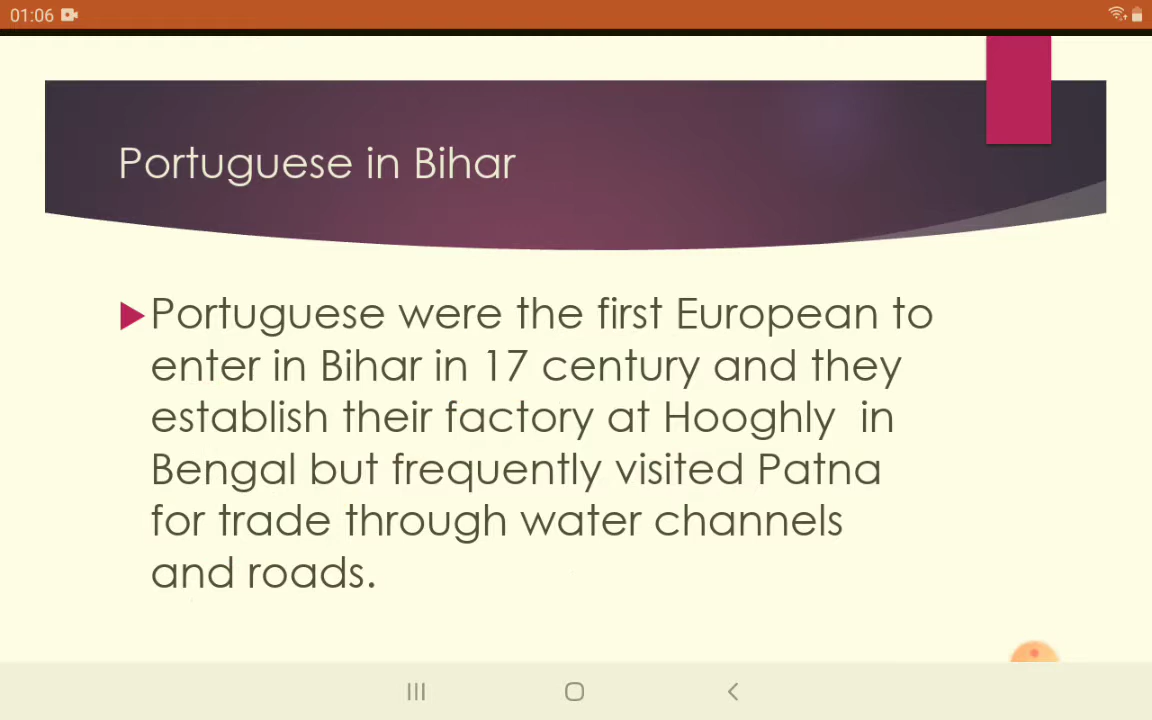 01:06
Portuguese in Bihar
Portuguese were the first European to
enter in Bihar in 17 century and they
establish their factory at Hooghly in
Bengal but frequently visited Patna
for trade through water channels
and roads.